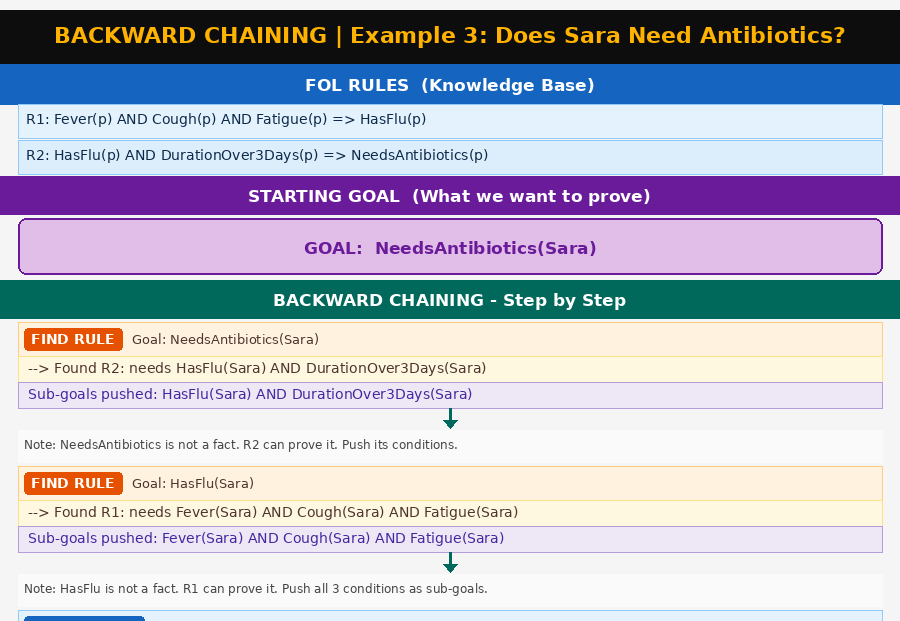 BACKWARD CHAINING | Example 3: Does Sara Need Antibiotics?
FOL RULES  (Knowledge Base)
R1: Fever(p) AND Cough(p) AND Fatigue(p) => HasFlu(p)
R2: HasFlu(p) AND DurationOver3Days(p) => NeedsAntibiotics(p)
STARTING GOAL  (What we want to prove)
GOAL:  NeedsAntibiotics(Sara)
BACKWARD CHAINING - Step by Step
FIND RULE Goal: NeedsAntibiotics(Sara)
--> Found R2: needs HasFlu(Sara) AND DurationOver3Days(Sara)
Sub-goals pushed: HasFlu(Sara) AND DurationOver3Days(Sara)
Note: NeedsAntibiotics is not a fact. R2 can prove it. Push its conditions.
FIND RULE Goal: HasFlu(Sara)
--> Found R1: needs Fever(Sara) AND Cough(Sara) AND Fatigue(Sara)
Sub-goals pushed: Fever(Sara) AND Cough(Sara) AND Fatigue(Sara)
Note: HasFlu is not a fact. R1 can prove it. Push all 3 conditions as sub-goals.